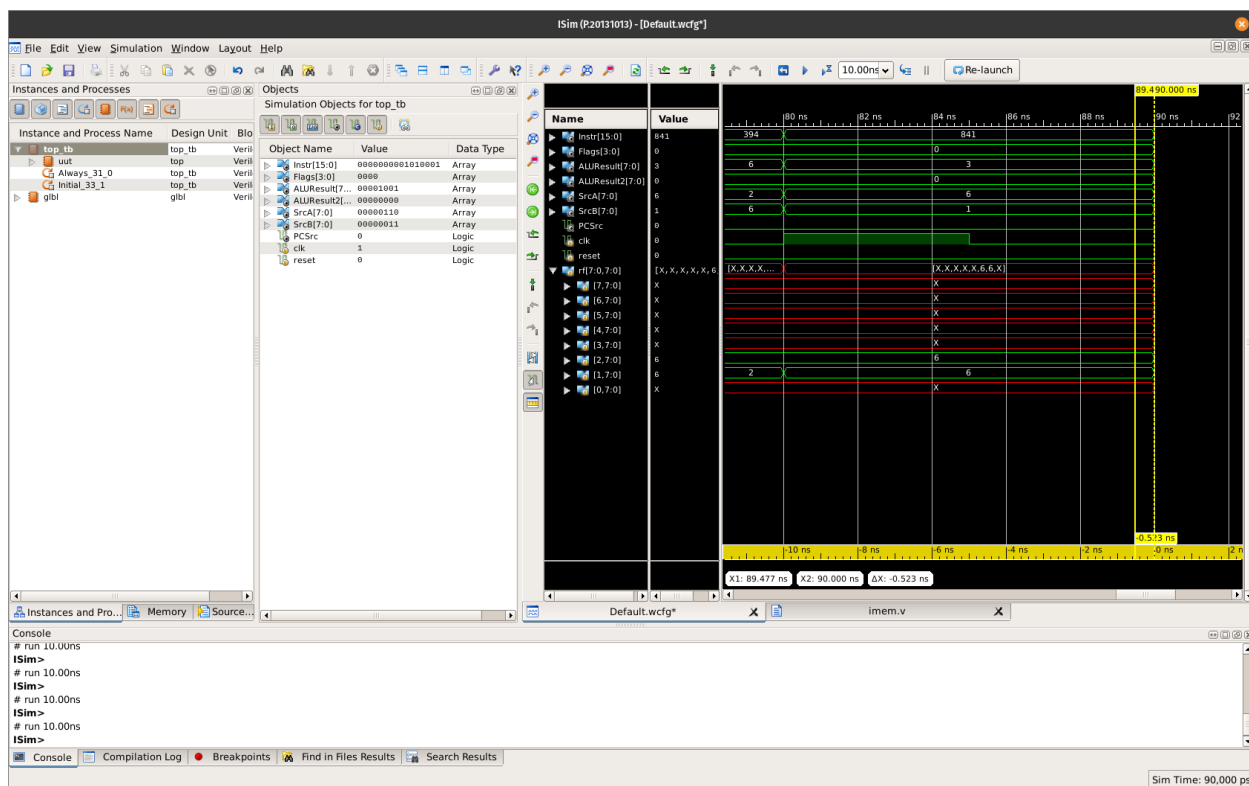 ISim (P.20131013) - [Default.wcfg*]
File Edit View Simulation Window Layout Help
10.00ns Re-launch
Instances and Processes
Instance and Process Name Design Unit Blo
top_tb top_tb Veril
uut top Veril
Always_31_0 top_tb Veril
Initial_33_1 top_tb Veril
glbl glbl Veril
Instances and Pro... Memory Source...
Objects
Simulation Objects for top_tb
Object Name Value Data Type
Instr[15:0] 0000000001010001 Array
Flags[3:0] 0000 Array
ALUResult[7... 00001001 Array
ALUResult2[... 00000000 Array
SrcA[7:0] 00000110 Array
SrcB[7:0] 00000011 Array
PCSrc 0 Logic
clk 1 Logic
reset 0 Logic
89.490.000 ns
Name Value 80 ns 82 ns 84 ns 86 ns 88 ns 90 ns 92
Instr[15:0] 841 394 841
Flags[3:0] 0 0
ALUResult[7:0] 3 6 3
ALUResult2[7:0] 0 0
SrcA[7:0] 6 2 6
SrcB[7:0] 1 6 1
PCSrc 0
clk 0
reset 0
rf[7:0,7:0] [X,X,X,X,X,6, [X,X,X,X,... [X,X,X,X,X,6,6,X]
[7,7:0] X X
[6,7:0] X X
[5,7:0] X X
[4,7:0] X X
[3,7:0] X X
[2,7:0] 6 6
[1,7:0] 6 2 6
[0,7:0] X X
-0.523 ns
-10 ns -8 ns -6 ns -4 ns -2 ns 0 ns 2 n
X1: 89.477 ns X2: 90.000 ns ΔX: -0.523 ns
Default.wcfg* imem.v
Console
# run 10.00ns
ISim>
# run 10.00ns
ISim>
# run 10.00ns
ISim>
# run 10.00ns
ISim>
Console Compilation Log Breakpoints Find in Files Results Search Results
Sim Time: 90,000 ps